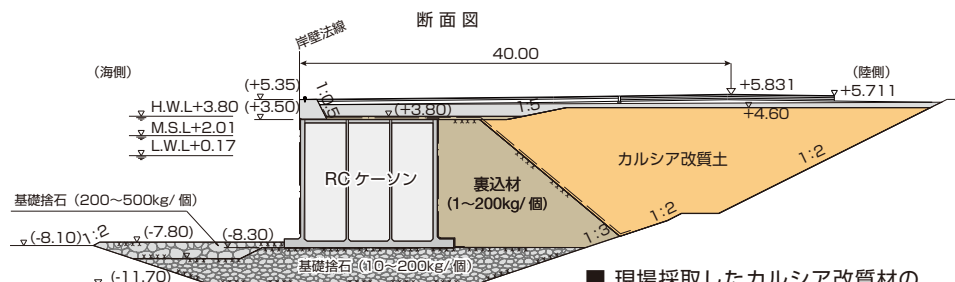 断面図
岸壁法線
40.00
（海側）
（陸側）
(+5.35)
1:0.5
+5.831
+5.711
H.W.L+3.80
(+3.50)
(+3.80)
1:5
+4.60
M.S.L+2.01
L.W.L+0.17
カルシア改質土
1:2
RCケーソン
裏込材
(1～200kg/個)
基礎捨石（200～500kg/個）
1:2
1:3
(-8.10)
1:2
(-7.80)
(-8.30)
基礎捨石（10～200kg/個）
(-11.70)
■ 現場採取したカルシア改質材の